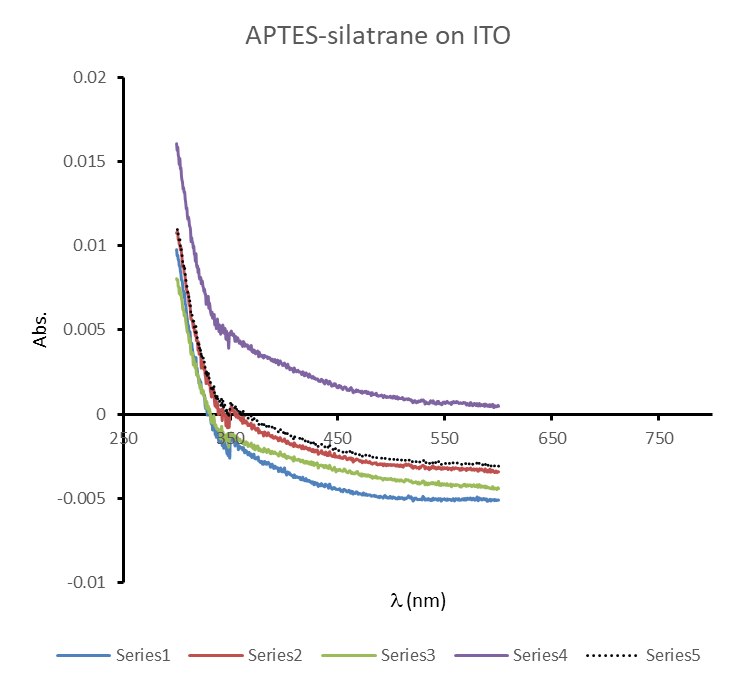 APTES-silatrane on ITO
0.02
0.015
0.01
0.005
0
-0.005
-0.01
250 350 450 550 650 750
Abs.
λ (nm)
Series1 Series2 Series3 Series4 Series5